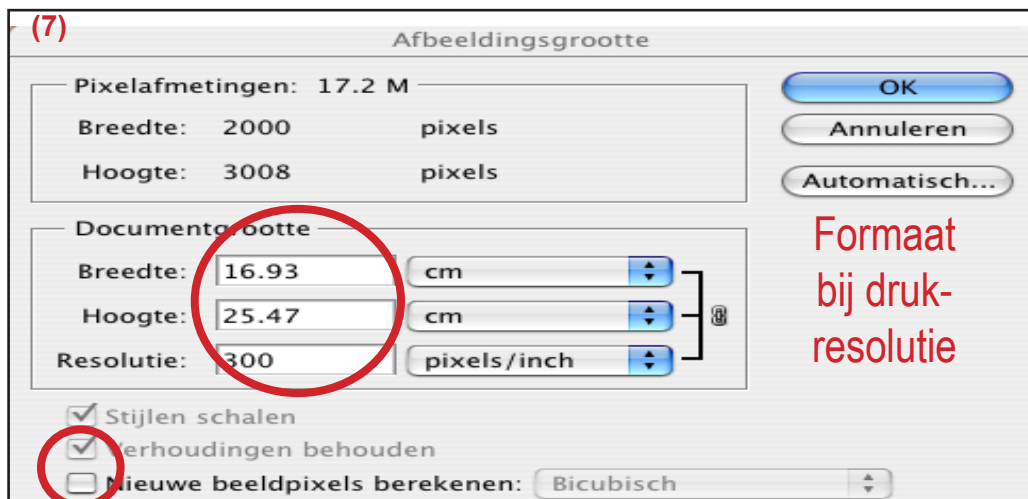 (7)
Afbeeldingsgrootte
Pixelafmetingen: 17.2 M
Breedte: 2000 pixels
Hoogte: 3008 pixels
OK
Annuleren
Automatisch...
Documentgrootte
Breedte: 16.93 cm
Hoogte: 25.47 cm
Resolutie: 300 pixels/inch
Formaat
bij druk-
resolutie
Stijlen schalen
Verhoudingen behouden
Nieuwe beeldpixels berekenen: Bicubisch